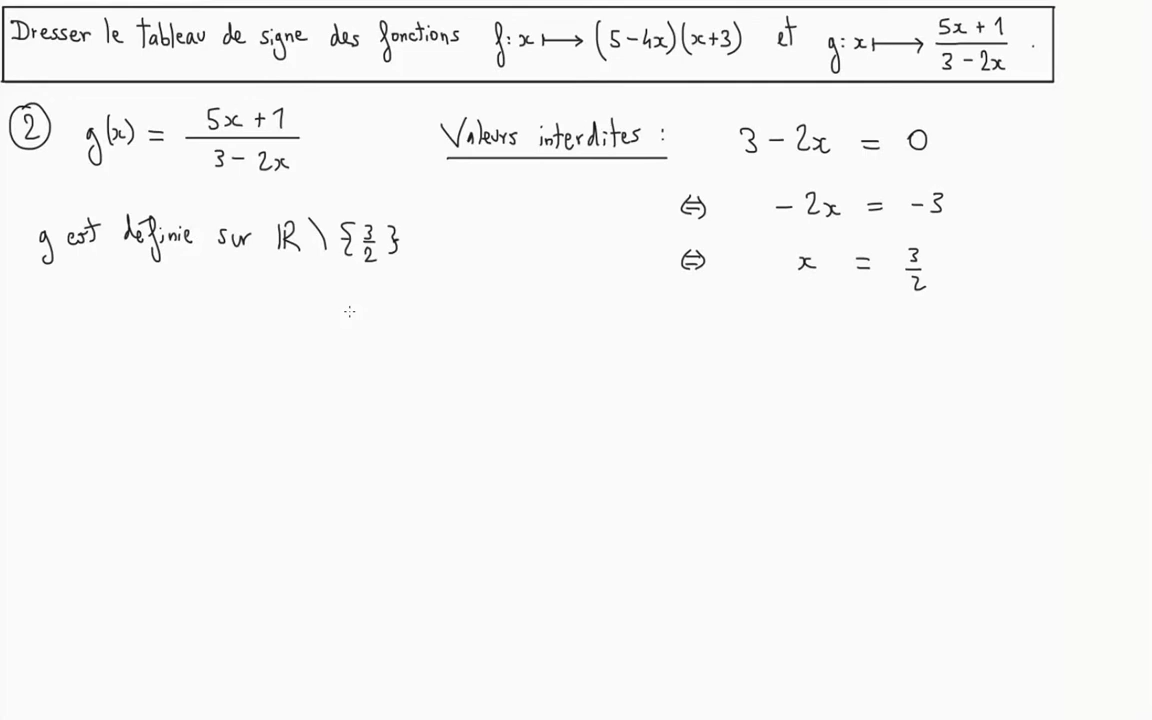 Dresser le tableau de signe des fonctions f: x ⟼ (5-4x)(x+3) et g: x ⟼ (5x + 1)/(3 - 2x) .
② g(x) = (5x + 1)/(3 - 2x) Valeurs interdites : 3 - 2x = 0
⇔ - 2x = -3
g est définie sur ℝ \ {3/2}
⇔ x = 3/2